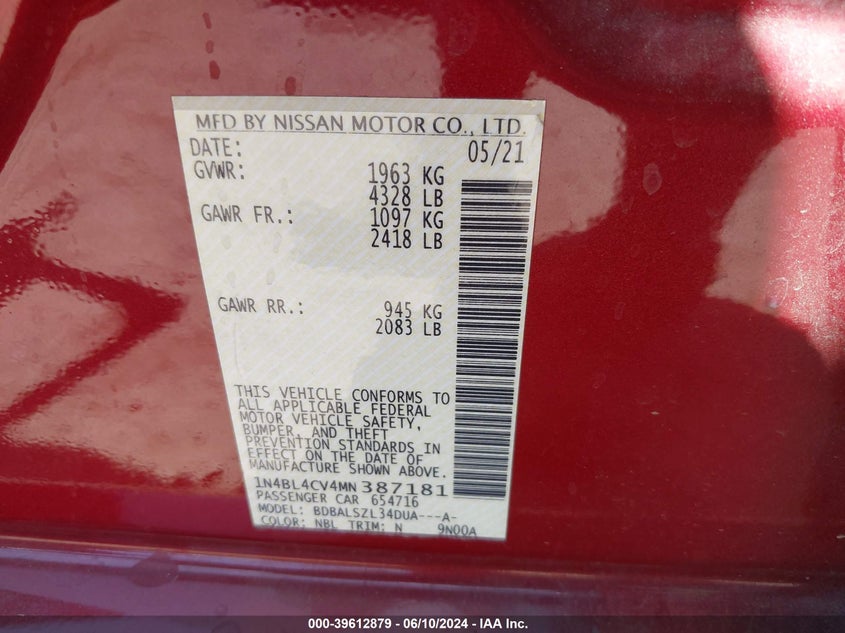 MFD BY NISSAN MOTOR CO., LTD.
DATE: 05/21
GVWR: 1963 KG
4328 LB
GAWR FR.: 1097 KG
2418 LB
GAWR RR.: 945 KG
2083 LB
THIS VEHICLE CONFORMS TO
ALL APPLICABLE FEDERAL
MOTOR VEHICLE SAFETY,
BUMPER, AND THEFT
PREVENTION STANDARDS IN
EFFECT ON THE DATE OF
MANUFACTURE SHOWN ABOVE.
1N4BL4CV4MN387181
PASSENGER CAR 654716
MODEL: BDBALSZL34DUA---A-
COLOR: NBL TRIM: N 9N00A
000-39612879 - 06/10/2024 - IAA Inc.